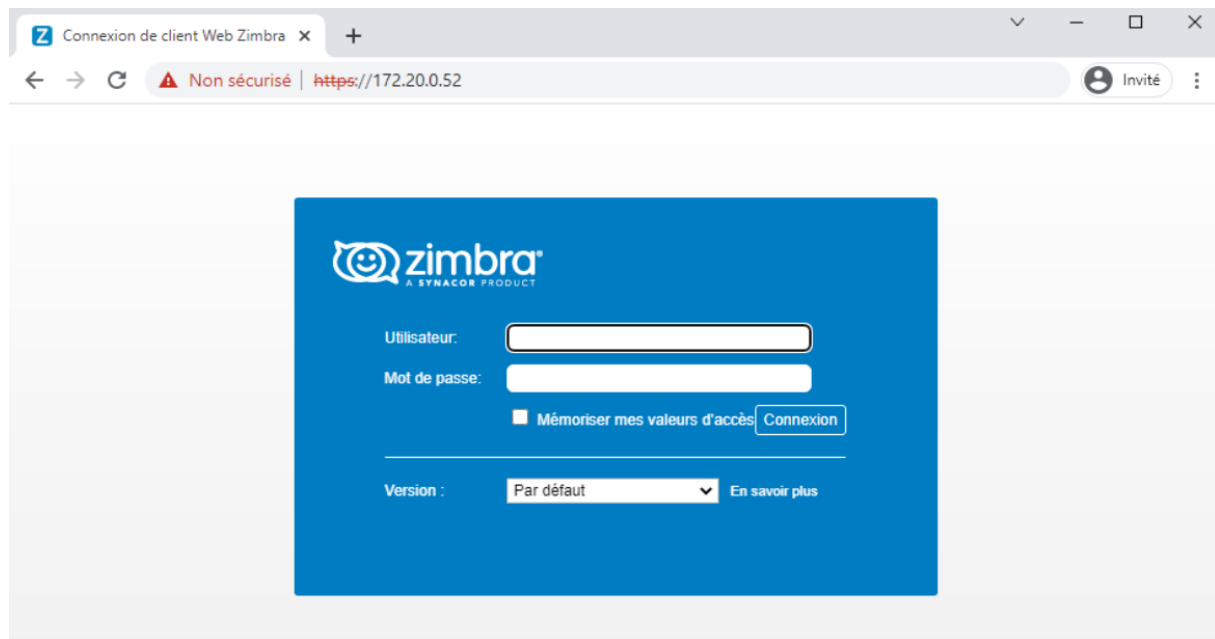 Connexion de client Web Zimbra
Non sécurisé | https://172.20.0.52
Invité
zimbra®
A SYNACOR PRODUCT
Utilisateur:
Mot de passe:
Mémoriser mes valeurs d'accès Connexion
Version : Par défaut En savoir plus